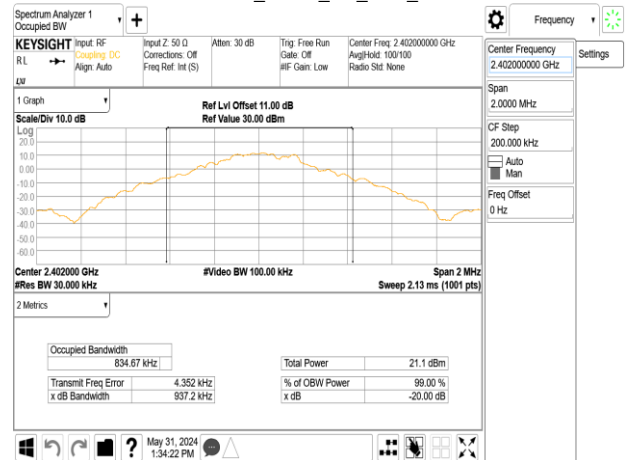 Spectrum Analyzer 1
Occupied BW
Frequency
KEYSIGHT
R L
LXI
Input: RF
Coupling: DC
Align: Auto
Input Z: 50 Ω
Corrections: Off
Freq Ref: Int (S)
Atten: 30 dB
Trig: Free Run
Gate: Off
#IF Gain: Low
Center Freq: 2.402000000 GHz
Avg|Hold: 100/100
Radio Std: None
Center Frequency
2.402000000 GHz
Settings
Span
2.0000 MHz
CF Step
200.000 kHz
Auto
Man
Freq Offset
0 Hz
1 Graph
Scale/Div 10.0 dB
Ref Lvl Offset 11.00 dB
Ref Value 30.00 dBm
Log
20.0
10.0
0.00
-10.0
-20.0
-30.0
-40.0
-50.0
-60.0
Center 2.402000 GHz
#Res BW 30.000 kHz
#Video BW 100.00 kHz
Span 2 MHz
Sweep 2.13 ms (1001 pts)
2 Metrics
Occupied Bandwidth
834.67 kHz
Total Power 21.1 dBm
Transmit Freq Error 4.352 kHz
% of OBW Power 99.00 %
x dB Bandwidth 937.2 kHz
x dB -20.00 dB
?
May 31, 2024
1:34:22 PM